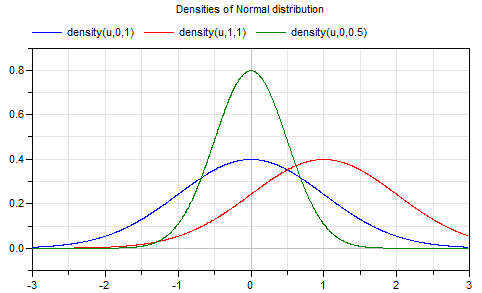 Densities of Normal distribution
density(u,0,1) density(u,1,1) density(u,0,0.5)
0.8
0.6
0.4
0.2
0.0
-3 -2 -1 0 1 2 3